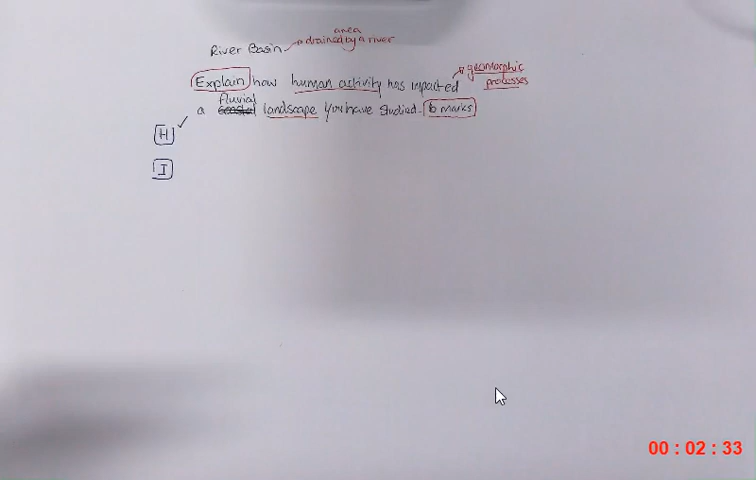 area
drained by a river
River Basin
geomorphic
Explain how human activity has impacted processes
fluvial
a coastal landscape you have studied. 6 marks
H
I
00 : 02 : 33